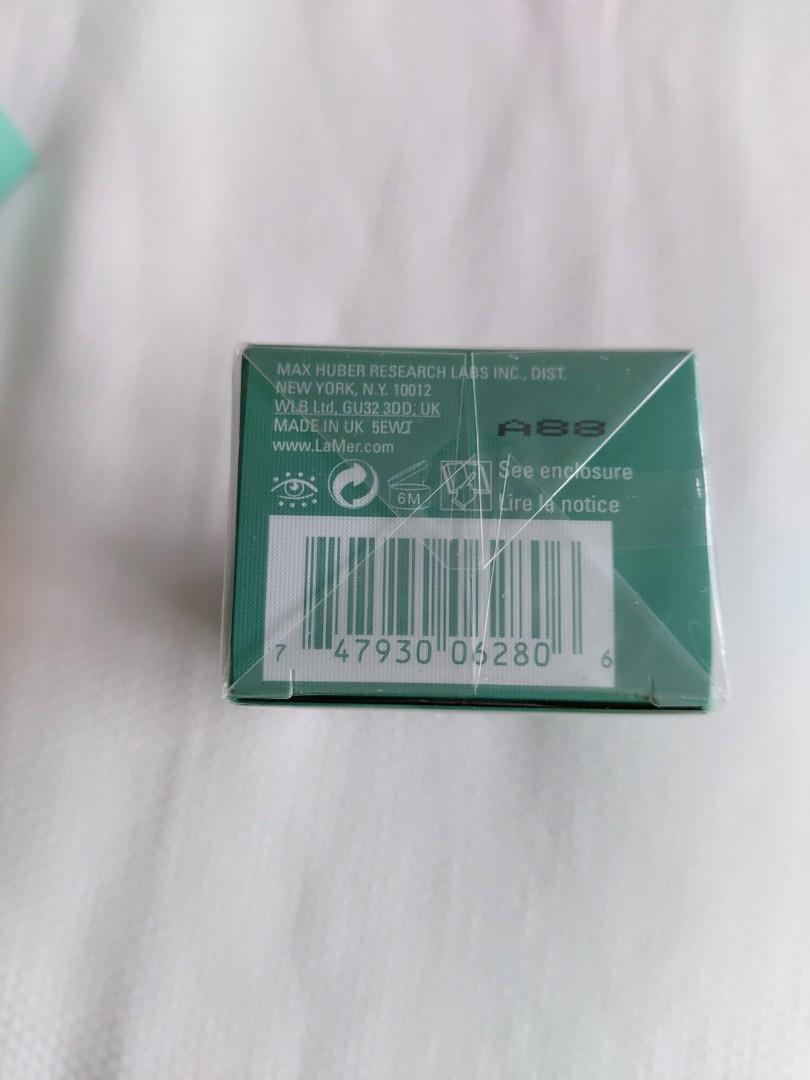 MAX HUBER RESEARCH LABS INC., DIST.
NEW YORK, N.Y. 10012
WLB Ltd, GU32 3DD, UK
MADE IN UK 5EWJ
www.LaMer.com
A88
See enclosure
Lire la notice
6M
7 47930 06280 6